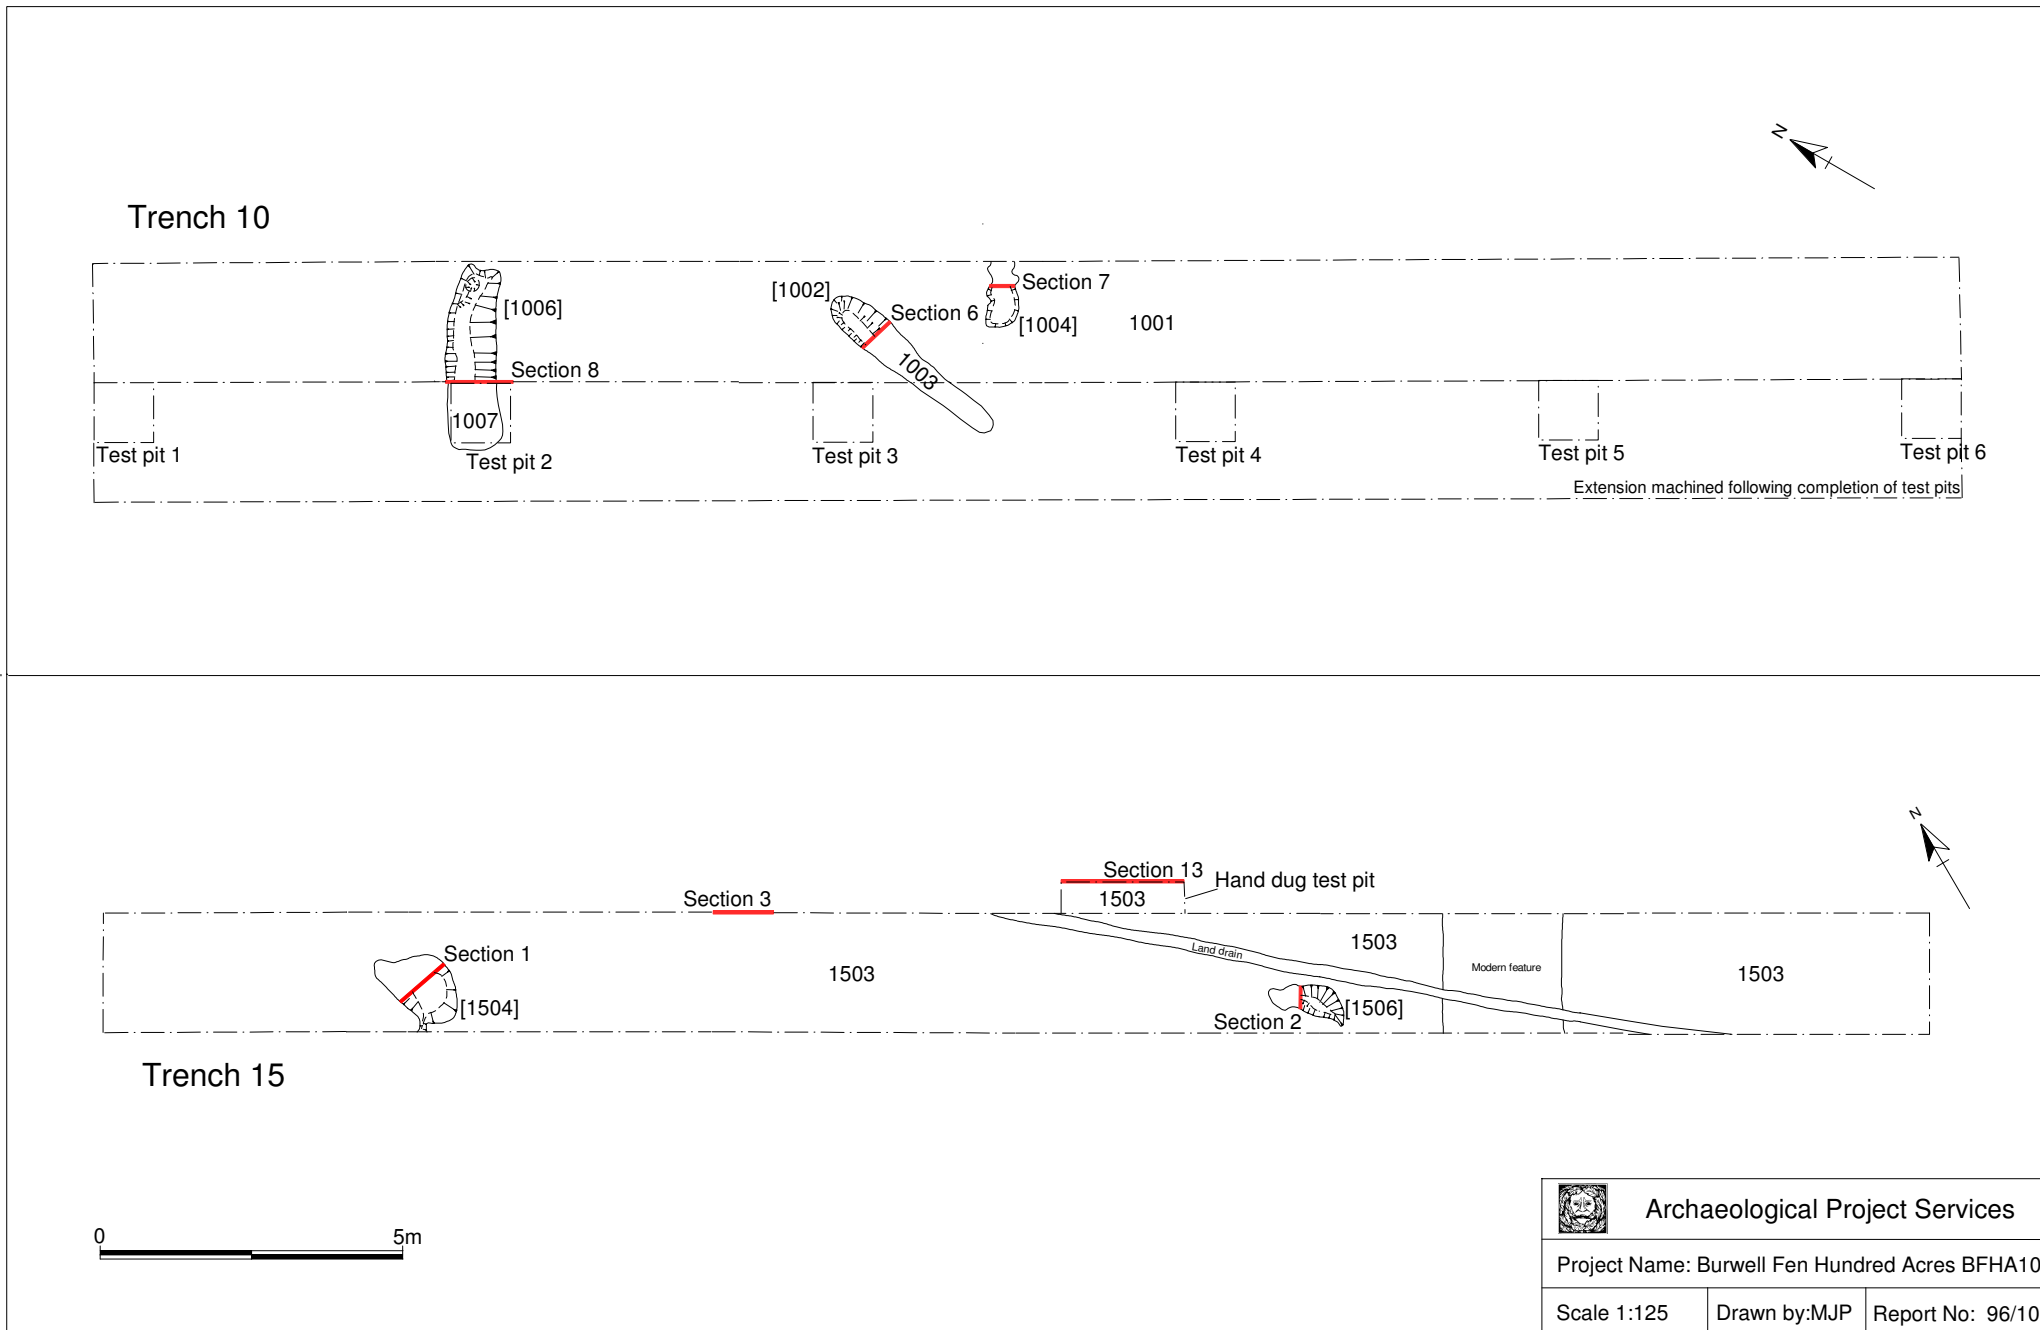 N
Trench 10
[1006]
[1002]
Section 6
Section 7
[1004]
1001
1003
Section 8
1007
Test pit 1
Test pit 2
Test pit 3
Test pit 4
Test pit 5
Test pit 6
Extension machined following completion of test pits
N
Section 13
Hand dug test pit
Section 3
1503
Section 1
1503
Land drain
1503
Modern feature
1503
[1504]
Section 2
[1506]
Trench 15
0
5m
Archaeological Project Services
Project Name: Burwell Fen Hundred Acres BFHA10
Scale 1:125
Drawn by:MJP
Report No: 96/10